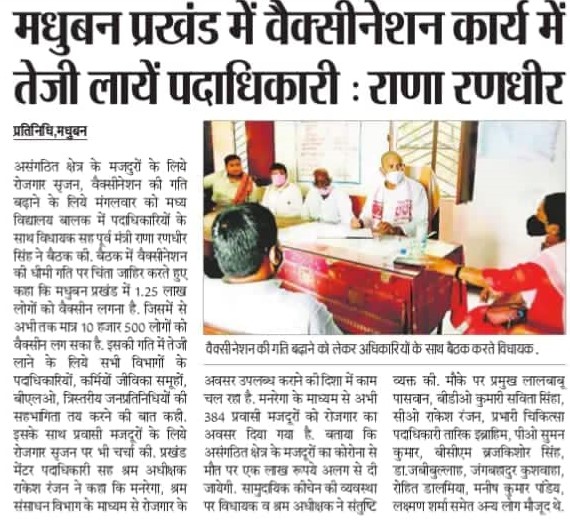 मधुबन प्रखंड में वैक्सीनेशन कार्य में
तेजी लायें पदाधिकारी : राणा रणधीर
प्रतिनिधि,मधुबन
असंगठित क्षेत्र के मजदुरों के लिये
रोजगार सृजन, वैक्सीनेशन की गति
बढ़ाने के लिये मंगलवार को मध्य
विद्यालय बालक में पदाधिकारियों के
साथ विधायक सह पूर्व मंत्री राणा रणधीर
सिंह ने बैठक की. बैठक में वैक्सीनेशन
की धीमी गति पर चिंता जाहिर करते हुए
कहा कि मधुबन प्रखंड में 1.25 लाख
लोगों को वैक्सीन लगना है. जिसमें से
अभी तक मात्र 10 हजार 500 लोगों को
वैक्सीन लग सका है. इसकी गति में तेजी
लाने के लिए सभी विभागों के
पदाधिकारियों, कर्मियों जीविका समूहों,
बीएलओ, त्रिस्तरीय जनप्रतिनिधियों की
सहभागिता तय करने की बात कही.
इसके साथ प्रवासी मजदुरों के लिये
रोजगार सृजन पर भी चर्चा की. प्रखंड
मेंटर पदाधिकारी सह श्रम अधीक्षक
राकेश रंजन ने कहा कि मनरेगा, श्रम
संसाधन विभाग के माध्यम से रोजगार के
वैक्सीनेशन की गति बढ़ाने को लेकर अधिकारियों के साथ बैठक करते विधायक .
अवसर उपलब्ध कराने की दिशा में काम
चल रहा है. मनरेगा के माध्यम से अभी
384 प्रवासी मजदुरों को रोजगार का
अवसर दिया गया है. बताया कि
असंगठित क्षेत्र के मजदुरों का कोरोना से
मौत पर एक लाख रूपये अलग से दी
जायेगी. सामुदायिक कीचेन की व्यवस्था
पर विधायक व श्रम अधीक्षक ने संतुष्टि
व्यक्त की. मौके पर प्रमुख लालबाबू
पासवान, बीडीओ कुमारी सविता सिंहा,
सीओ राकेश रंजन, प्रभारी चिकित्सा
पदाधिकारी तारिक इब्राहिम, पीओ सुमन
कुमार, बीसीएम ब्रजकिशोर सिंह,
डा.जबीबुल्लाह, जंगबहादुर कुशवाहा,
रोहित डालमिया, मनीष कुमार पांडेय,
लक्ष्मण शर्मा समेत अन्य लोग मौजूद थे.